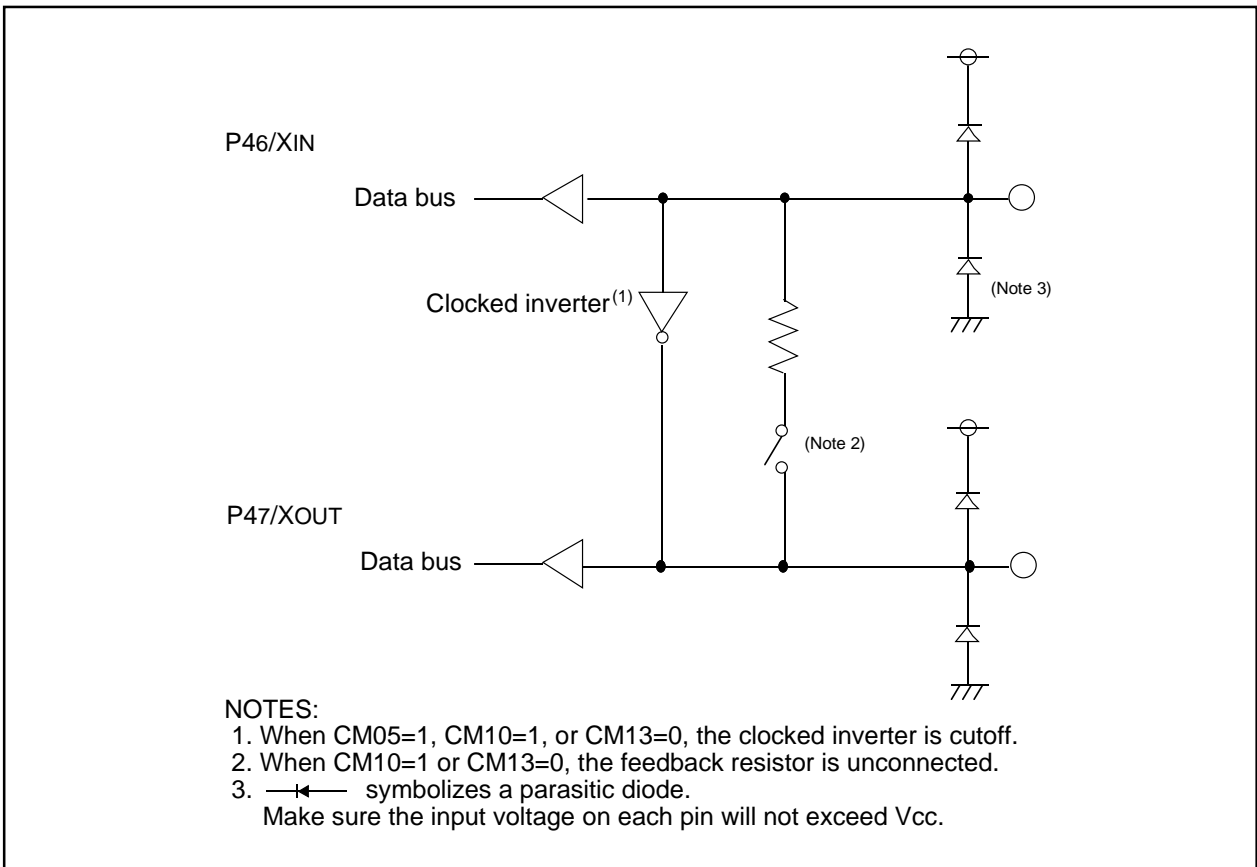 P46/XIN
Data bus
Clocked inverter(1)
(Note 3)
(Note 2)
P47/XOUT
Data bus
NOTES:
1. When CM05=1, CM10=1, or CM13=0, the clocked inverter is cutoff.
2. When CM10=1 or CM13=0, the feedback resistor is unconnected.
3. symbolizes a parasitic diode.
Make sure the input voltage on each pin will not exceed Vcc.